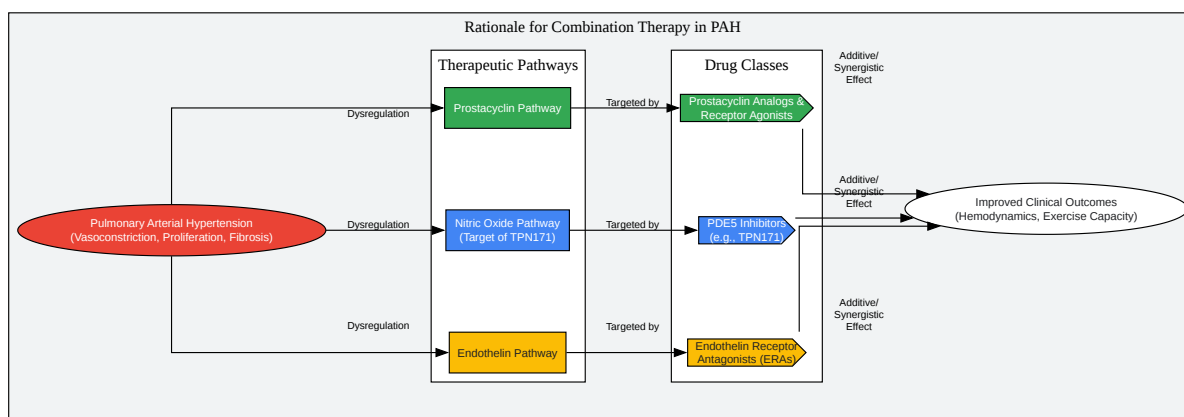 Rationale for Combination Therapy in PAH
Therapeutic Pathways
Drug Classes
Additive/
Synergistic
Effect
Dysregulation
Prostacyclin Pathway
Targeted by
Prostacyclin Analogs &
Receptor Agonists
Pulmonary Arterial Hypertension
(Vasoconstriction, Proliferation, Fibrosis)
Dysregulation
Nitric Oxide Pathway
(Target of TPN171)
Targeted by
PDE5 Inhibitors
(e.g., TPN171)
Additive/
Synergistic
Effect
Improved Clinical Outcomes
(Hemodynamics, Exercise Capacity)
Dysregulation
Endothelin Pathway
Targeted by
Endothelin Receptor
Antagonists (ERAs)
Additive/
Synergistic
Effect